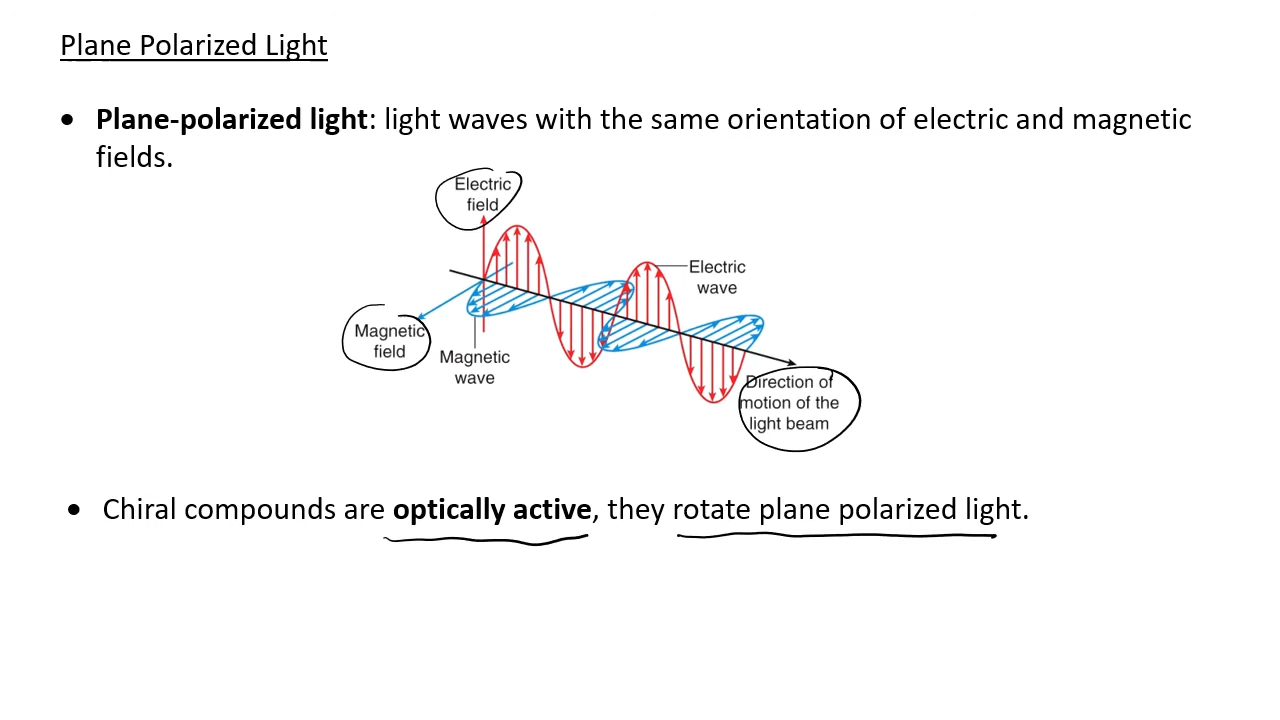 Plane Polarized Light
• Plane-polarized light: light waves with the same orientation of electric and magnetic
fields.
Electric
field
Electric
wave
Magnetic
field
Magnetic
wave
Direction of
motion of the
light beam
• Chiral compounds are optically active, they rotate plane polarized light.